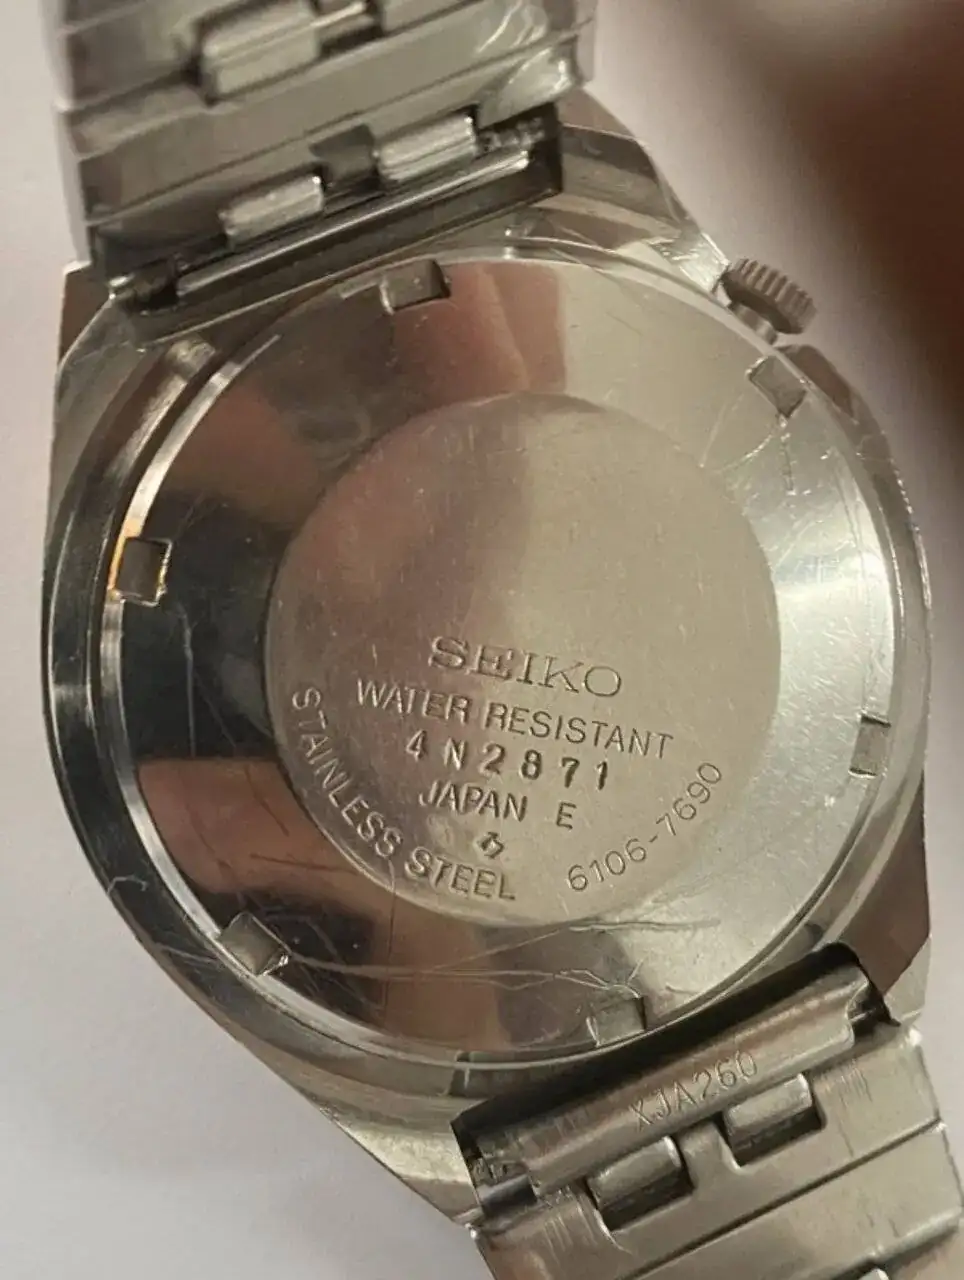 SEIKO
WATER RESISTANT
4N2871
JAPAN E
STAINLESS STEEL
6106-7690
XJA260